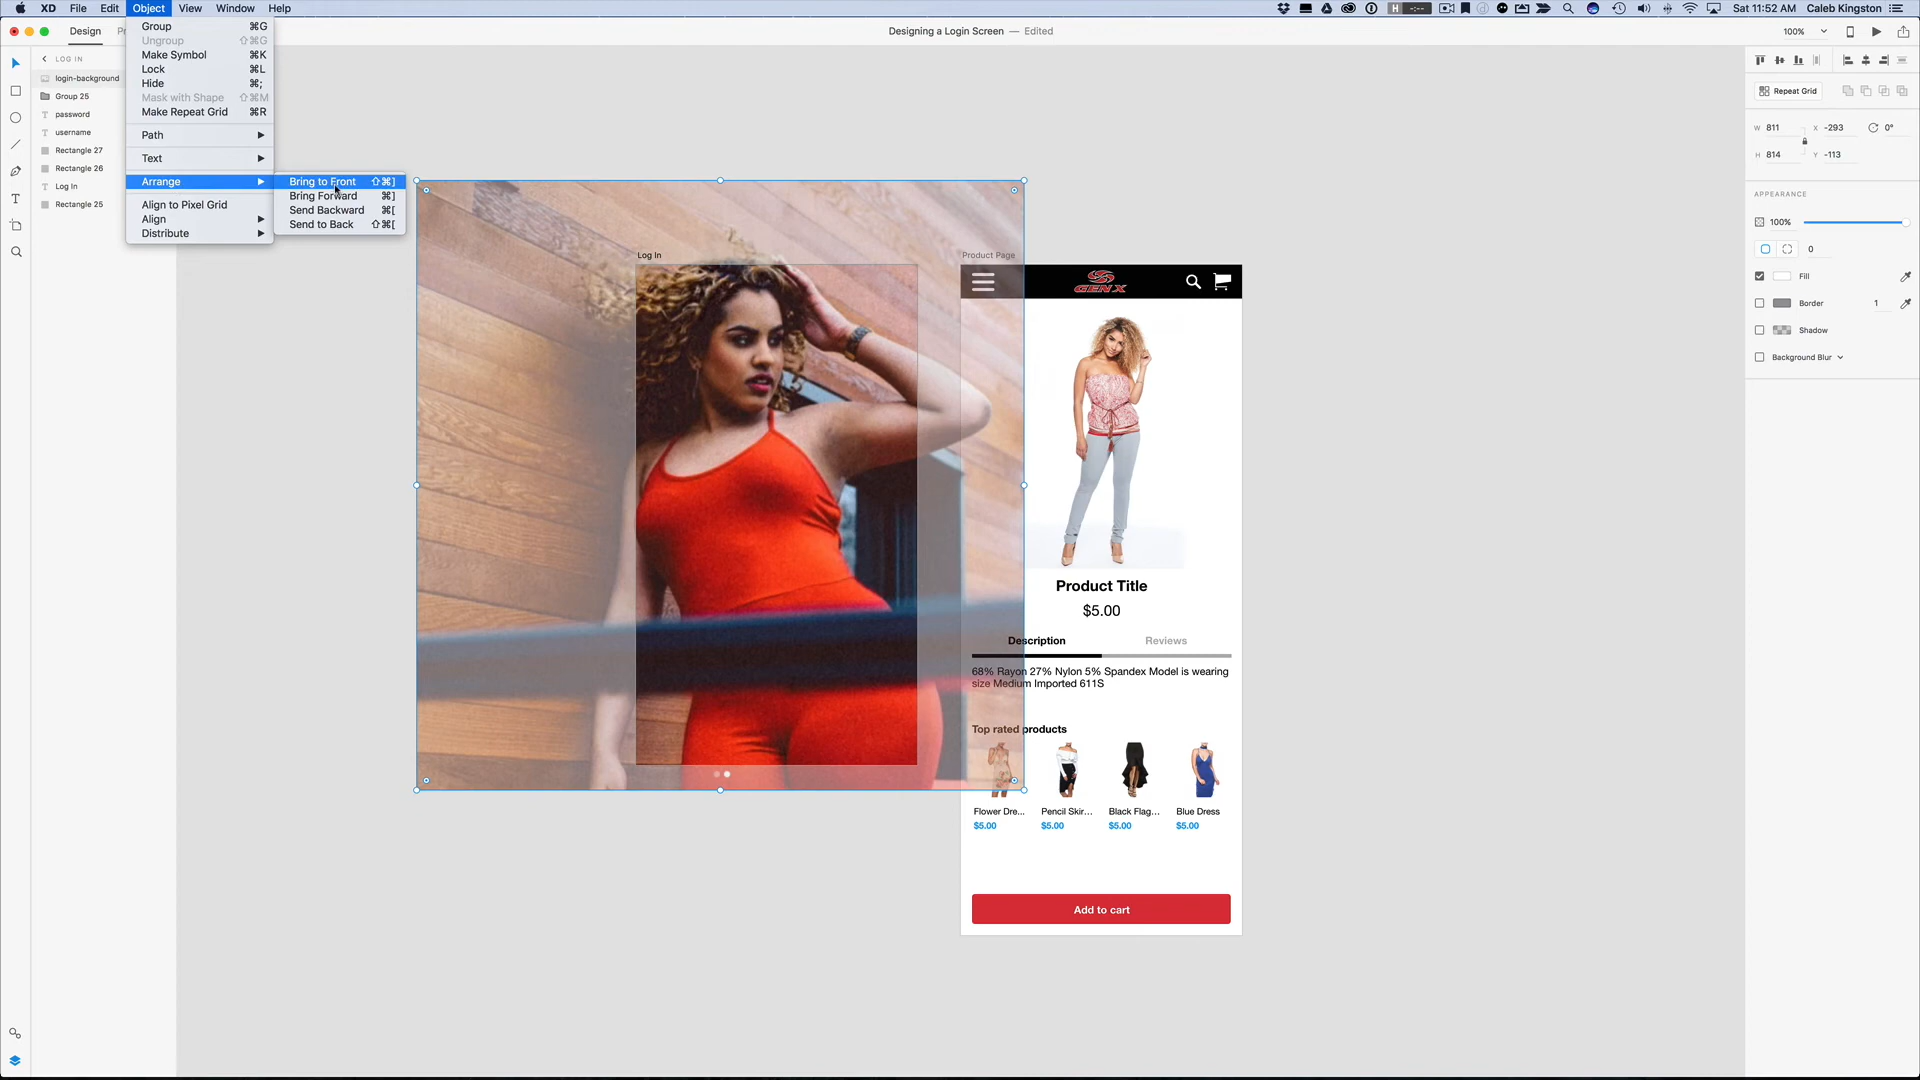 XD File Edit Object View Window Help
Sat 11:52 AM Caleb Kingston
Design
Designing a Login Screen — Edited
100%
LOG IN
login-background
Group 25
password
username
Rectangle 27
Rectangle 26
Log In
Rectangle 25
Group ⌘G
Ungroup ⇧⌘G
Make Symbol ⌘K
Lock ⌘L
Hide ⌘;
Mask with Shape ⇧⌘M
Make Repeat Grid ⌘R
Path
Text
Arrange
Align to Pixel Grid
Align
Distribute
Bring to Front ⇧⌘]
Bring Forward ⌘]
Send Backward ⌘[
Send to Back ⇧⌘[
Log In
Product Page
GEN X
Product Title
$5.00
Description Reviews
68% Rayon 27% Nylon 5% Spandex Model is wearing
size Medium Imported 611S
Top rated products
Flower Dre... Pencil Skir... Black Flag... Blue Dress
$5.00 $5.00 $5.00 $5.00
Add to cart
Repeat Grid
W 811 X -293 0°
H 814 Y -113
APPEARANCE
100%
0
Fill
Border 1
Shadow
Background Blur